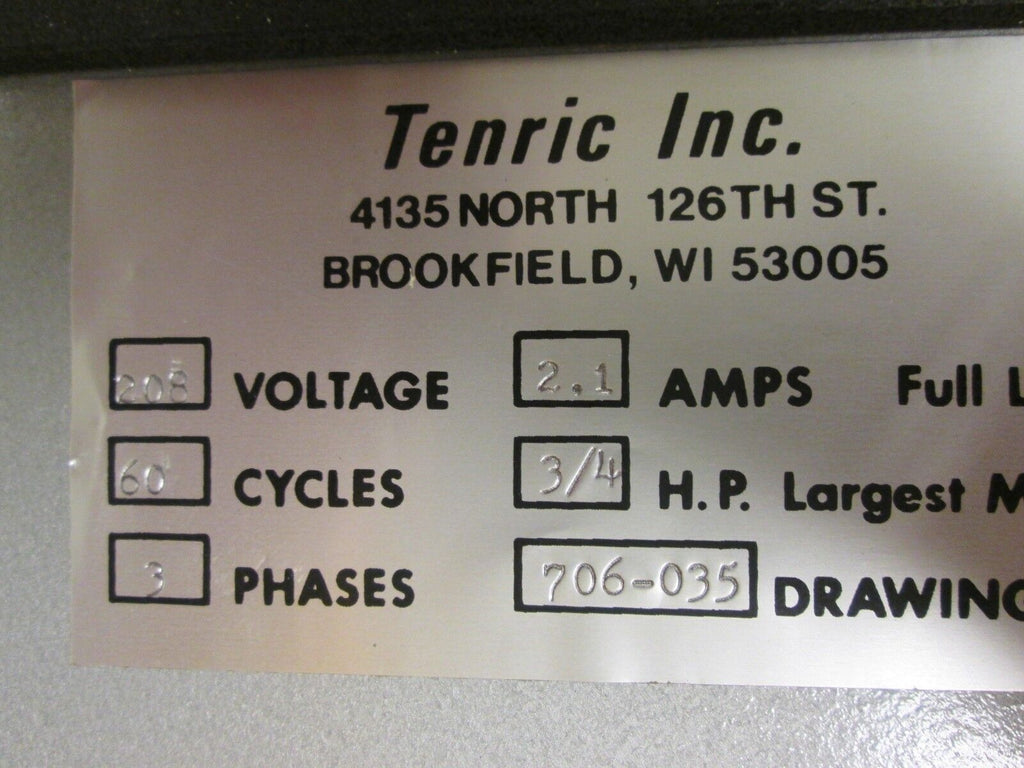 Tenric Inc.
4135 NORTH 126TH ST.
BROOKFIELD, WI 53005
208 VOLTAGE 2.1 AMPS Full L
60 CYCLES 3/4 H.P. Largest M
3 PHASES 706-035 DRAWING